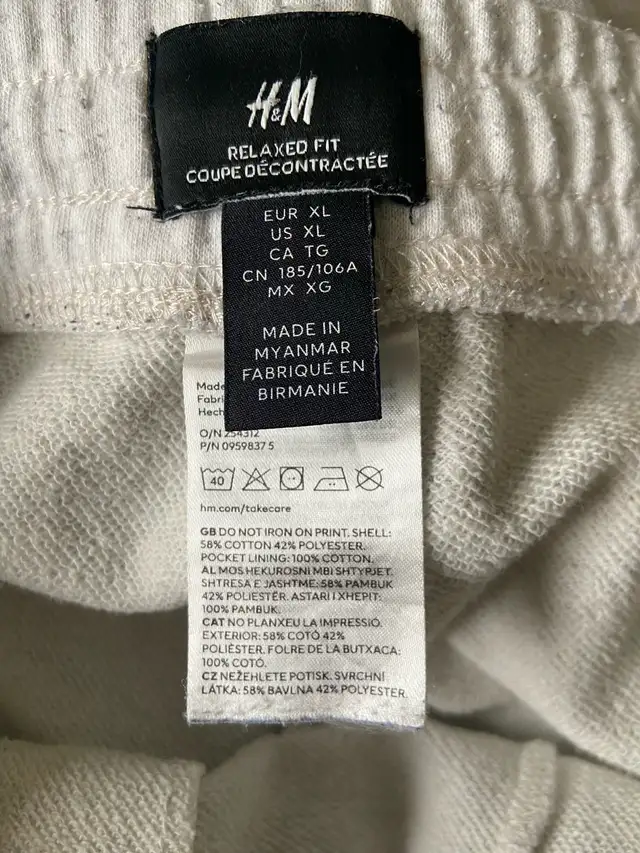 H&M
RELAXED FIT
COUPE DÉCONTRACTÉE
EUR XL
US XL
CA TG
CN 185/106A
MX XG
MADE IN
MYANMAR
FABRIQUÉ EN
BIRMANIE
Made
Fabri
Hech
O/N 254312
P/N 0959837 5
40
hm.com/takecare
GB DO NOT IRON ON PRINT. SHELL:
58% COTTON 42% POLYESTER.
POCKET LINING: 100% COTTON.
AL MOS HEKUROSNI MBI SHTYPJET.
SHTRESA E JASHTME: 58% PAMBUK
42% POLIESTËR. ASTARI I XHEPIT:
100% PAMBUK.
CAT NO PLANXEU LA IMPRESSIÓ.
EXTERIOR: 58% COTÓ 42%
POLIÈSTER. FOLRE DE LA BUTXACA:
100% COTÓ.
CZ NEŽEHLETE POTISK. SVRCHNÍ
LÁTKA: 58% BAVLNA 42% POLYESTER.